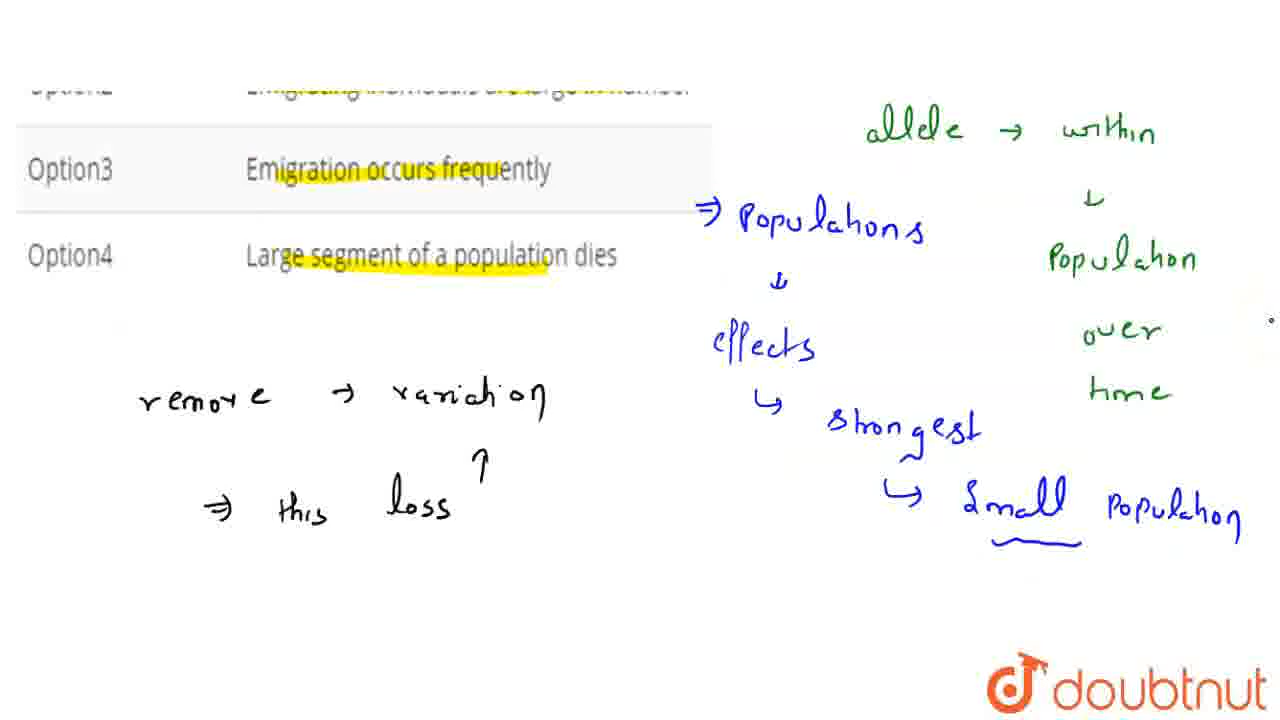 Option3 Emigration occurs frequently
Option4 Large segment of a population dies
allele → within
↓
population
over
time
⇒ populations
↓
effects
↳ strongest
↳ small population
remove → variation
↑
⇒ this loss
doubtnut